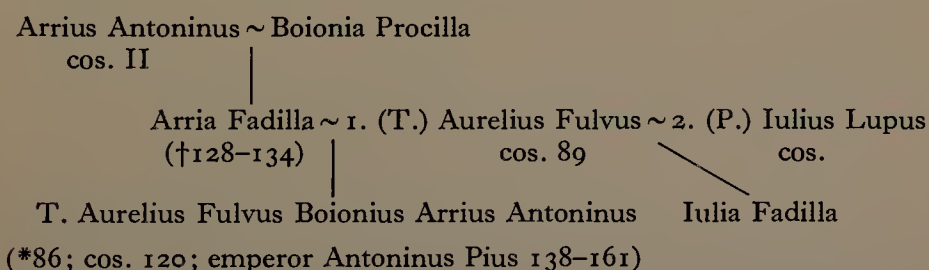 Arrius Antoninus ~ Boionia Procilla
cos. II
Arria Fadilla ~ 1. (T.) Aurelius Fulvus ~ 2. (P.) Iulius Lupus
(†128–134) cos. 89 cos.
T. Aurelius Fulvus Boionius Arrius Antoninus Iulia Fadilla
(*86; cos. 120; emperor Antoninus Pius 138–161)